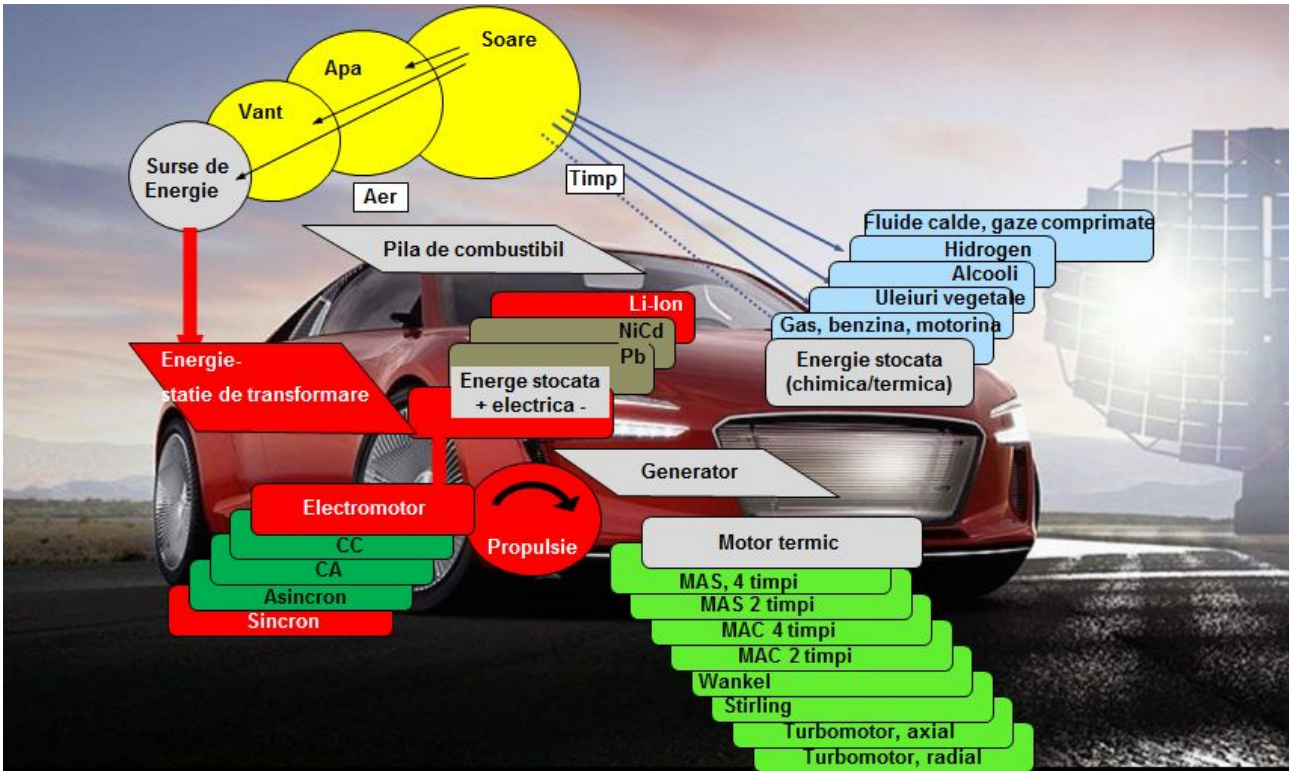 Soare
Apa
Vant
Surse de
Energie
Aer
Timp
Fluide calde, gaze comprimate
Hidrogen
Alcooli
Uleiuri vegetale
Gas, benzina, motorina
Energie stocata
(chimica/termica)
Pila de combustibil
Li-Ion
NiCd
Pb
Energe stocata
+ electrica -
Energie-
statie de transformare
Generator
Electromotor
CC
CA
Asincron
Sincron
Propulsie
Motor termic
MAS, 4 timpi
MAS 2 timpi
MAC 4 timpi
MAC 2 timpi
Wankel
Stirling
Turbomotor, axial
Turbomotor, radial